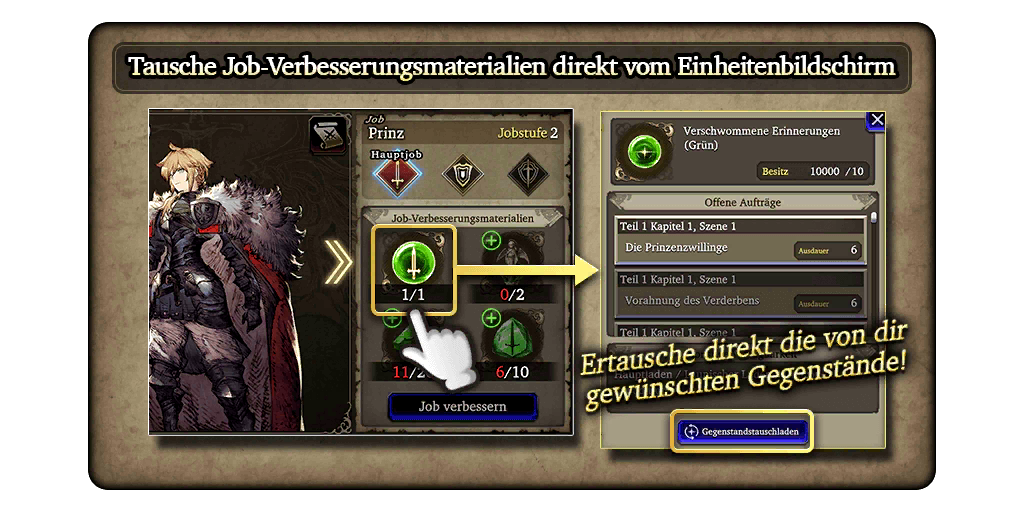 Tausche Job-Verbesserungsmaterialien direkt vom Einheitenbildschirm
Job
Prinz
Jobstufe 2
Hauptjob
Job-Verbesserungsmaterialien
1/1
0/2
11/2
6/10
Job verbessern
Verschwommene Erinnerungen
(Grün)
Besitz 10000 /10
Offene Aufträge
Teil 1 Kapitel 1, Szene 1
Die Prinzenzwillinge
Ausdauer 6
Teil 1 Kapitel 1, Szene 1
Vorahnung des Verderbens
Ausdauer 6
Teil 1 Kapitel 1, Szene 1
Ertausche direkt die von dir
gewünschten Gegenstände!
Hauptfaden /
Gegenstandstauschladen